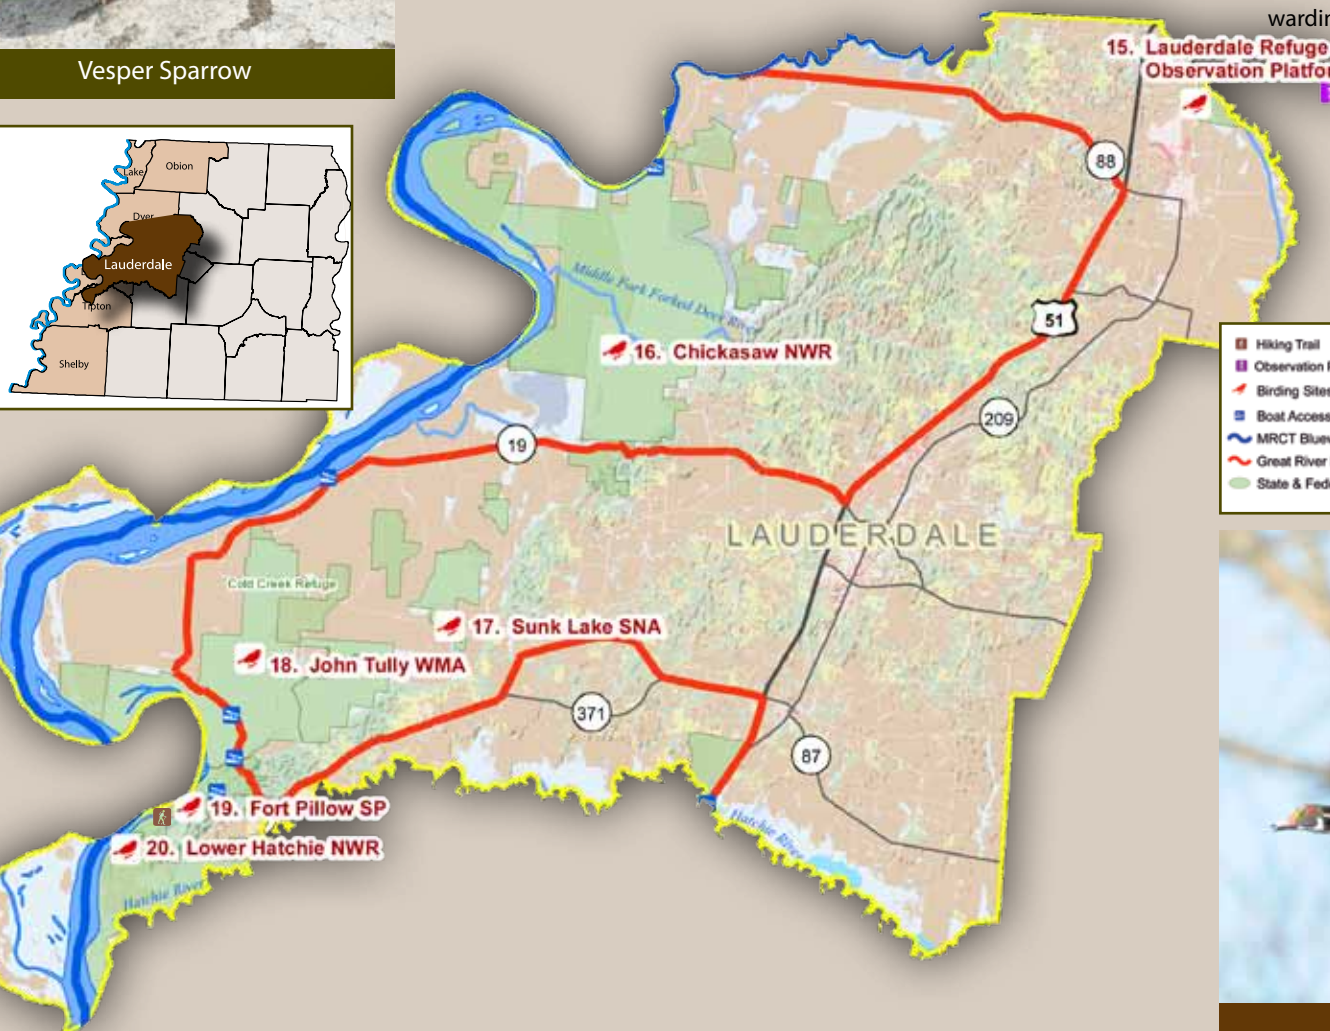 wardin
Vesper Sparrow
Lake
Obion
Dyer
Lauderdale
Tipton
Shelby
15. Lauderdale Refuge
Observation Platfor
88
Middle Fork Forked Deer River
51
16. Chickasaw NWR
209
19
LAUDERDALE
Cold Creek Refuge
17. Sunk Lake SNA
18. John Tully WMA
371
87
19. Fort Pillow SP
20. Lower Hatchie NWR
Hatchie River
Hatchie River
Hiking Trail
Observation P
Birding Sites
Boat Access
MRCT Bluew
Great River
State & Fede